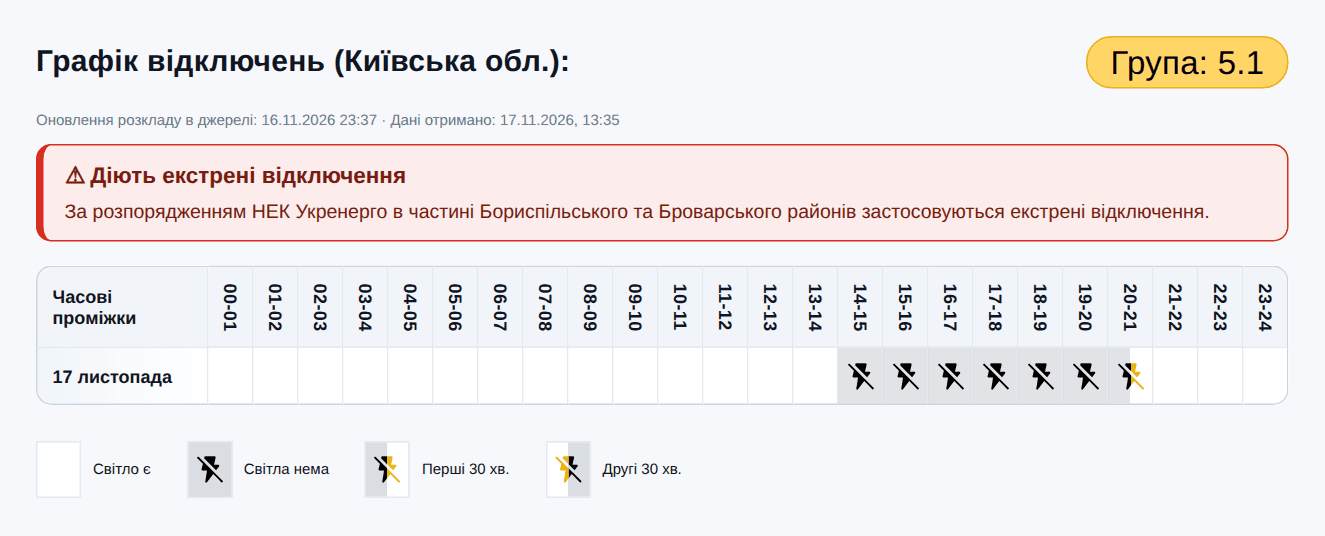 Графік відключень (Київська обл.):
Група: 5.1
Оновлення розкладу в джерелі: 16.11.2026 23:37 · Дані отримано: 17.11.2026, 13:35
⚠ Діють екстрені відключення
За розпорядженням НЕК Укренерго в частині Бориспільського та Броварського районів застосовуються екстрені відключення.
Часові
проміжки
00-01
01-02
02-03
03-04
04-05
05-06
06-07
07-08
08-09
09-10
10-11
11-12
12-13
13-14
14-15
15-16
16-17
17-18
18-19
19-20
20-21
21-22
22-23
23-24
17 листопада
Світло є
Світла нема
Перші 30 хв.
Другі 30 хв.